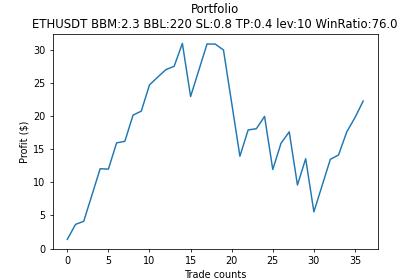 Portfolio
ETHUSDT BBM:2.3 BBL:220 SL:0.8 TP:0.4 lev:10 WinRatio:76.0
30
25
20
15
10
5
0
Profit ($)
0 5 10 15 20 25 30 35
Trade counts